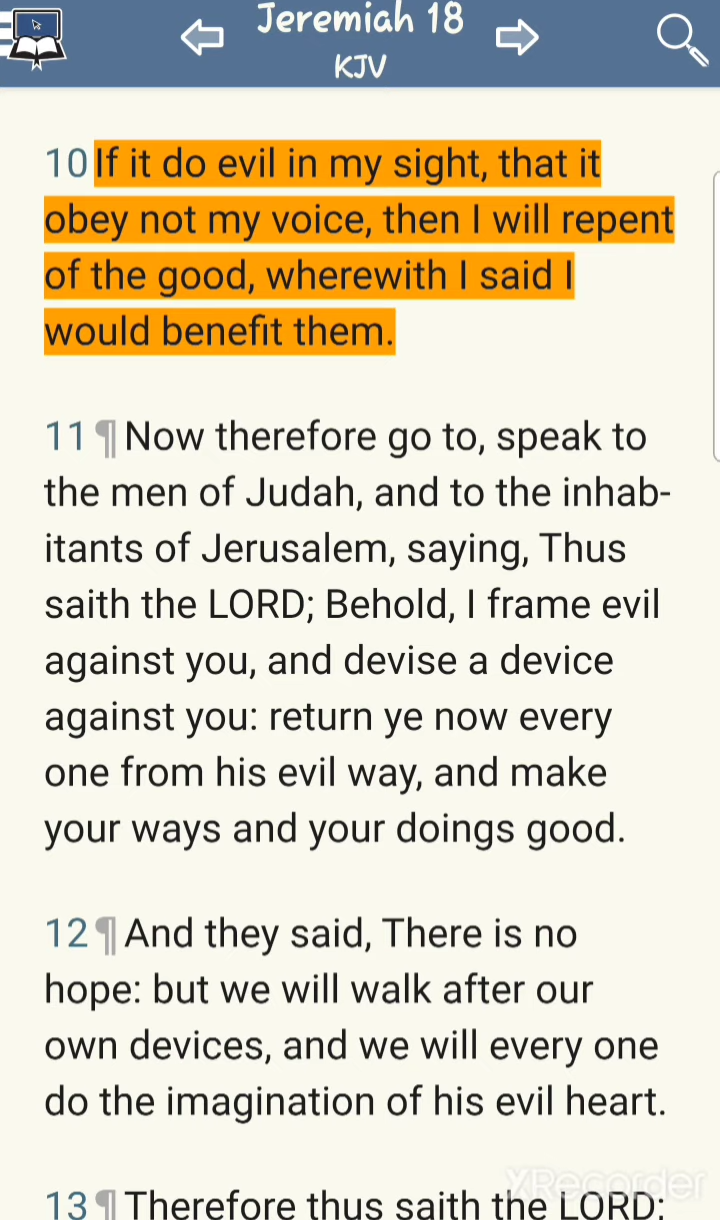 Jeremiah 18
KJV
10 If it do evil in my sight, that it
obey not my voice, then I will repent
of the good, wherewith I said I
would benefit them.
11 ¶ Now therefore go to, speak to
the men of Judah, and to the inhab-
itants of Jerusalem, saying, Thus
saith the LORD; Behold, I frame evil
against you, and devise a device
against you: return ye now every
one from his evil way, and make
your ways and your doings good.
12 ¶ And they said, There is no
hope: but we will walk after our
own devices, and we will every one
do the imagination of his evil heart.
13 ¶ Therefore thus saith the LORD;
XRecorder